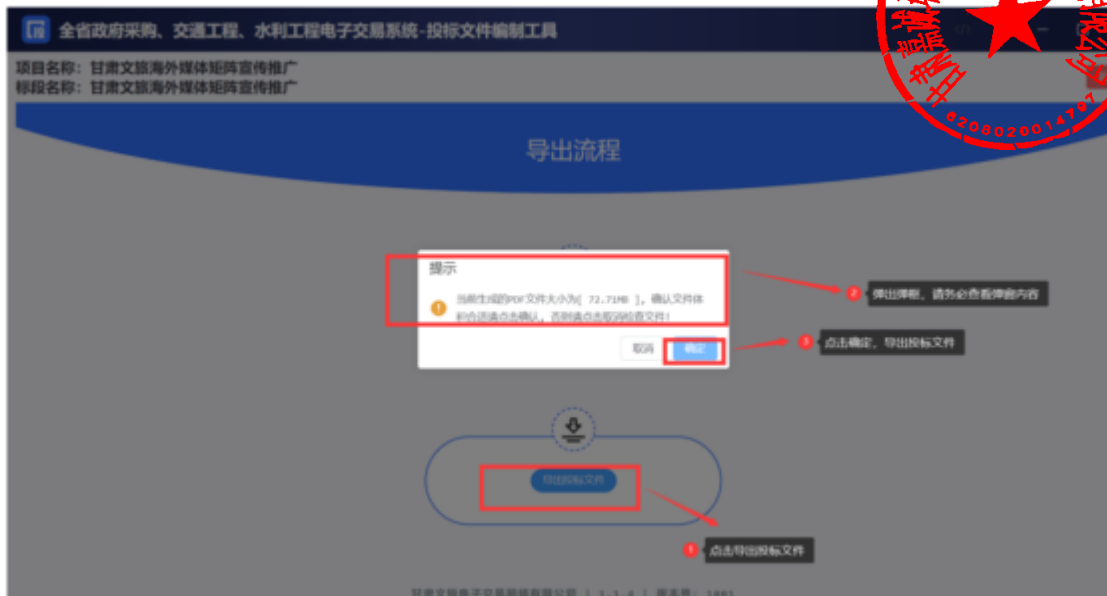 全省政府采购、交通工程、水利工程电子交易系统-投标文件编制工具
项目名称：甘肃文旅海外媒体矩阵宣传推广
标段名称：甘肃文旅海外媒体矩阵宣传推广
导出流程
提示
当前生成的PDF文件大小为[ 72.71MB ]，确认文件体
积合适请点击确认，否则请点击取消检查文件！
取消 确定
2 弹出弹框，请务必查看弹窗内容
3 点击确定，导出投标文件
导出投标文件
1 点击导出投标文件